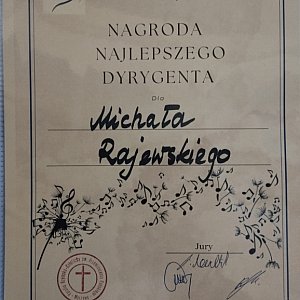 NAGRODA
NAJLEPSZEGO
DYRYGENTA
Dla
Michała
Rajewskiego
Jury